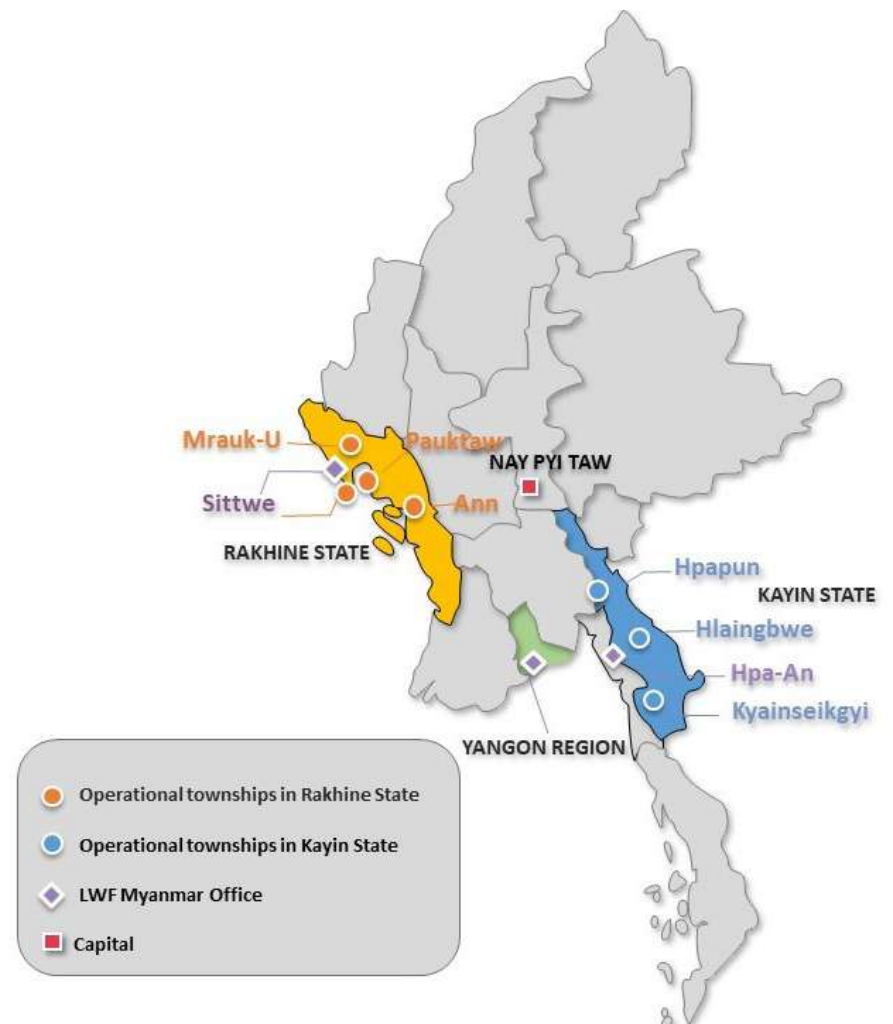 Mrauk-U
Pauktaw
NAY PYI TAW
Sittwe
Ann
RAKHINE STATE
Hpapun
KAYIN STATE
Hlaingbwe
Hpa-An
Kyainseikgyi
YANGON REGION
Operational townships in Rakhine State
Operational townships in Kayin State
LWF Myanmar Office
Capital